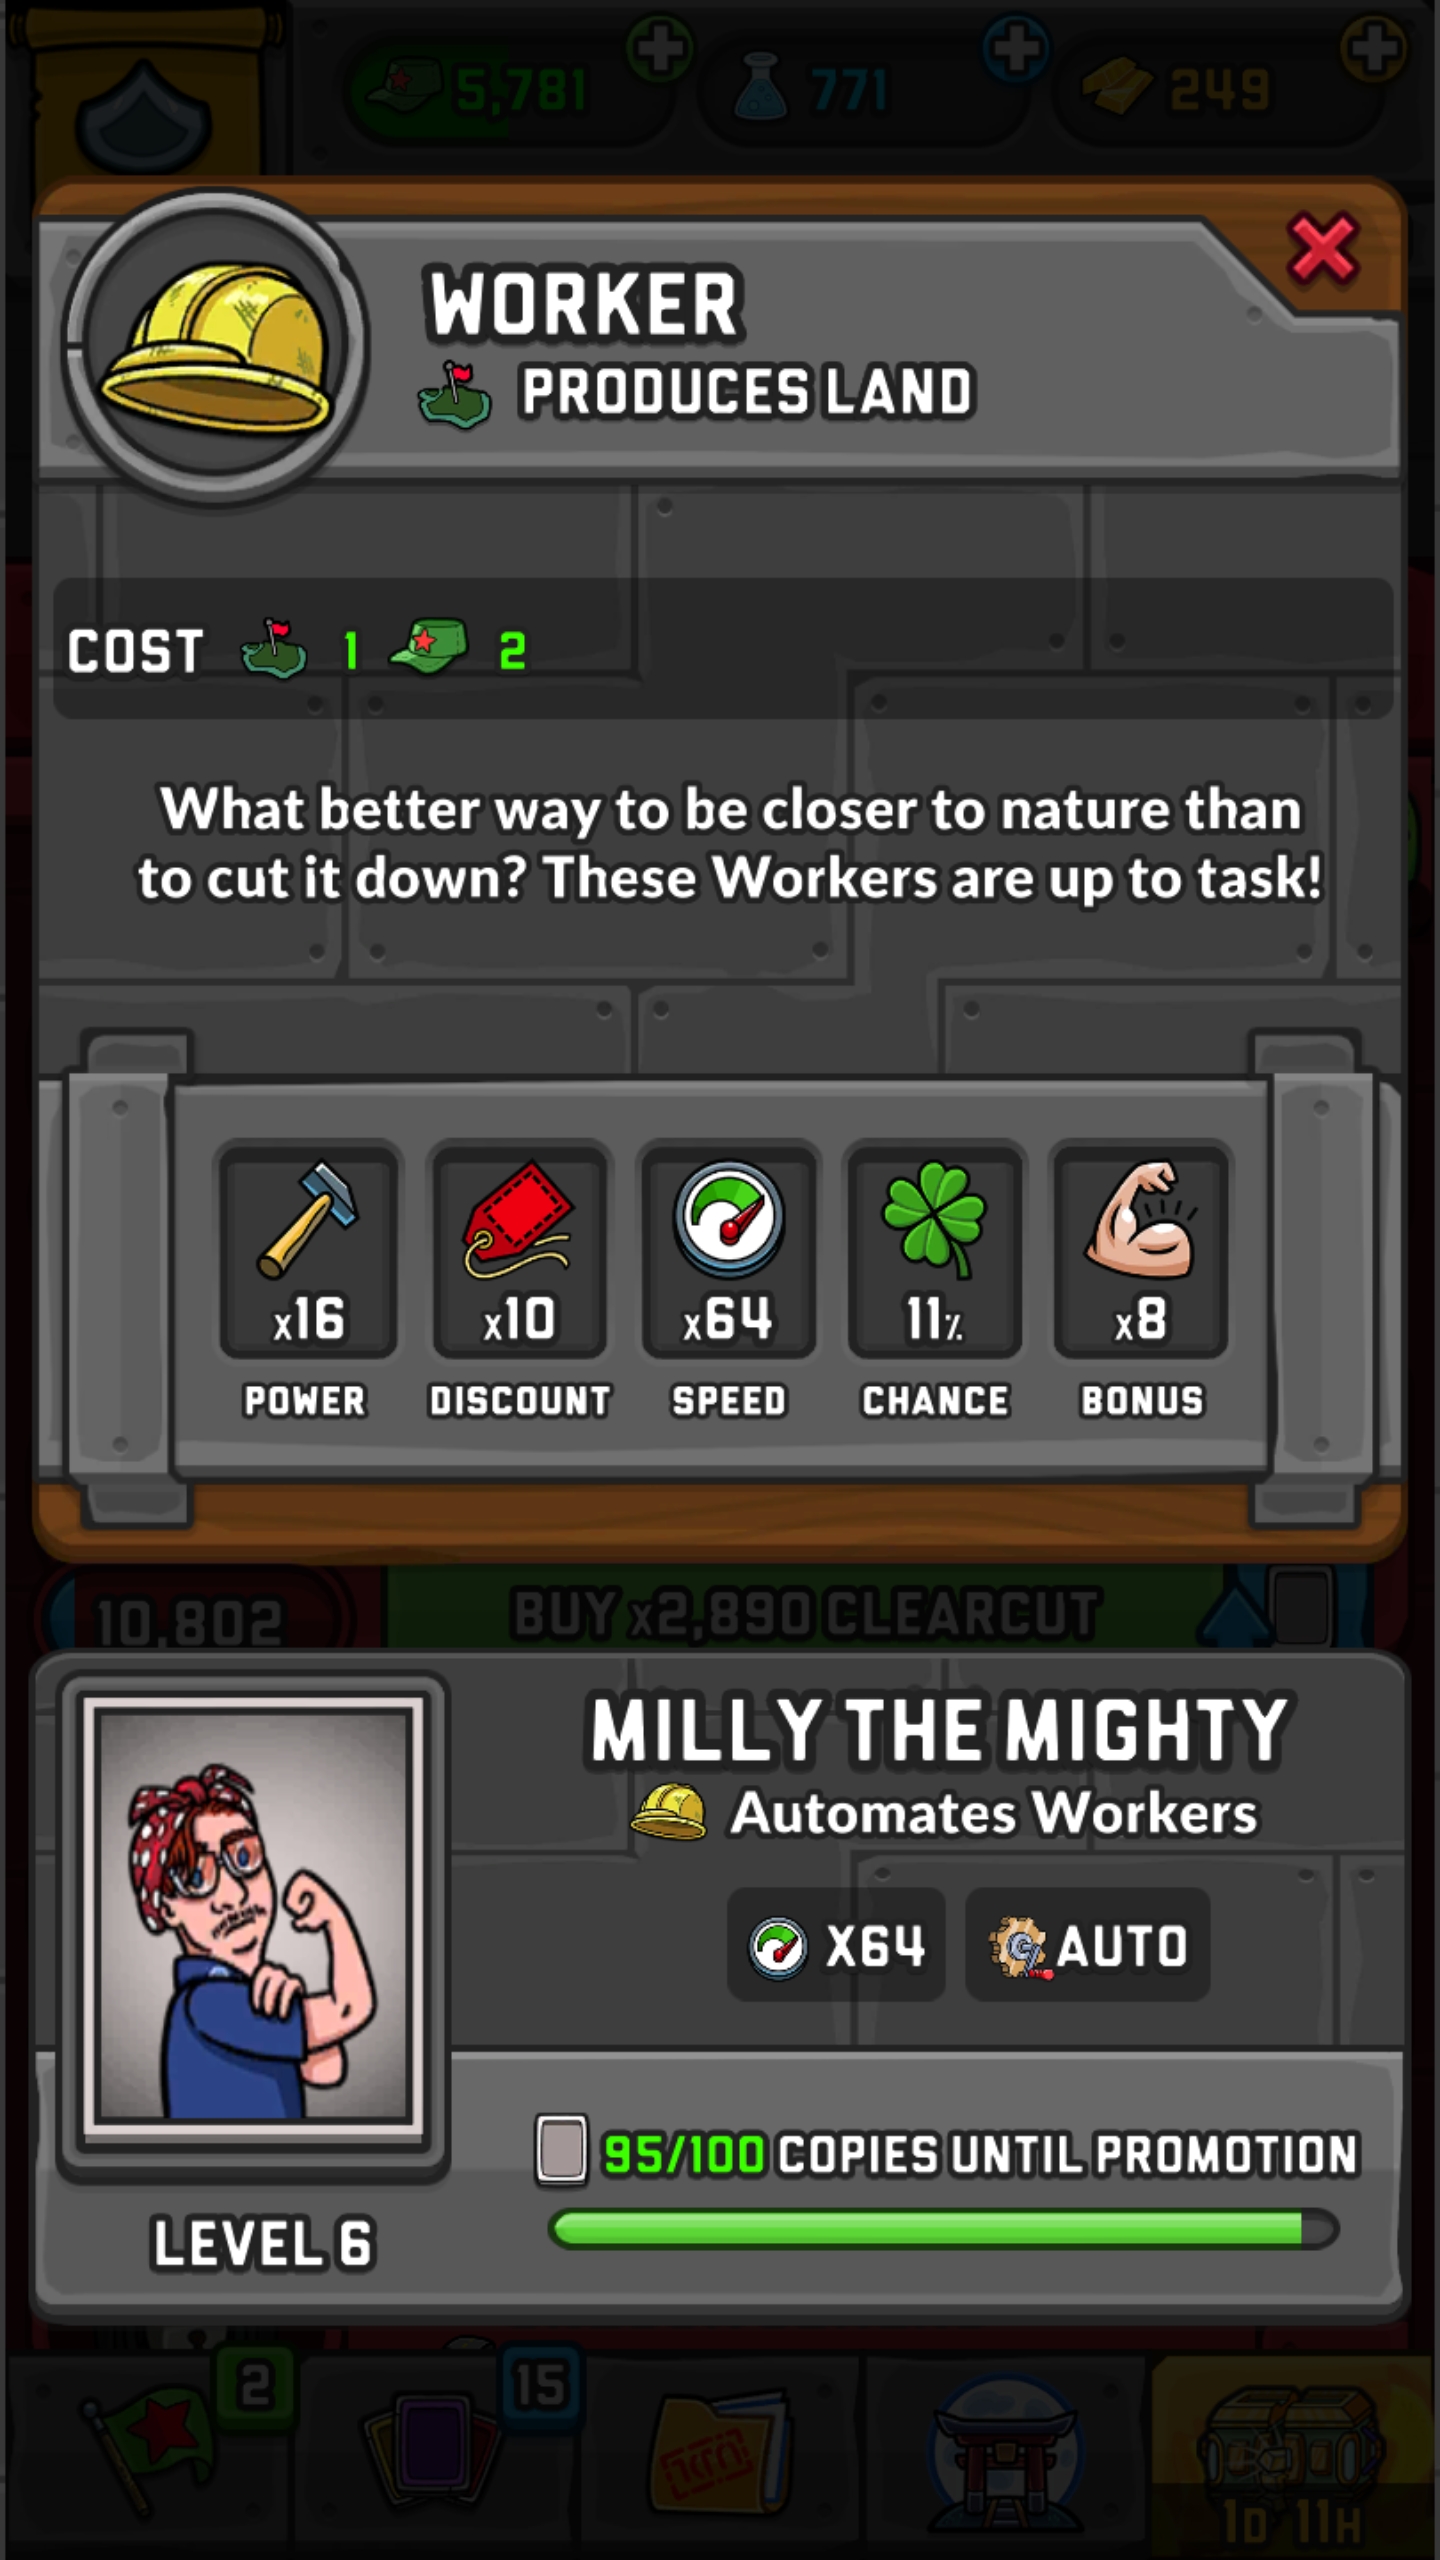 5,781
771
249
WORKER
PRODUCES LAND
COST 1 2
What better way to be closer to nature than
to cut it down? These Workers are up to task!
x16 x10 x64 11% x8
POWER DISCOUNT SPEED CHANCE BONUS
10,802 BUY x2,890 CLEARCUT
MILLY THE MIGHTY
Automates Workers
X64 AUTO
95/100 COPIES UNTIL PROMOTION
LEVEL 6
2
15
1D 11H